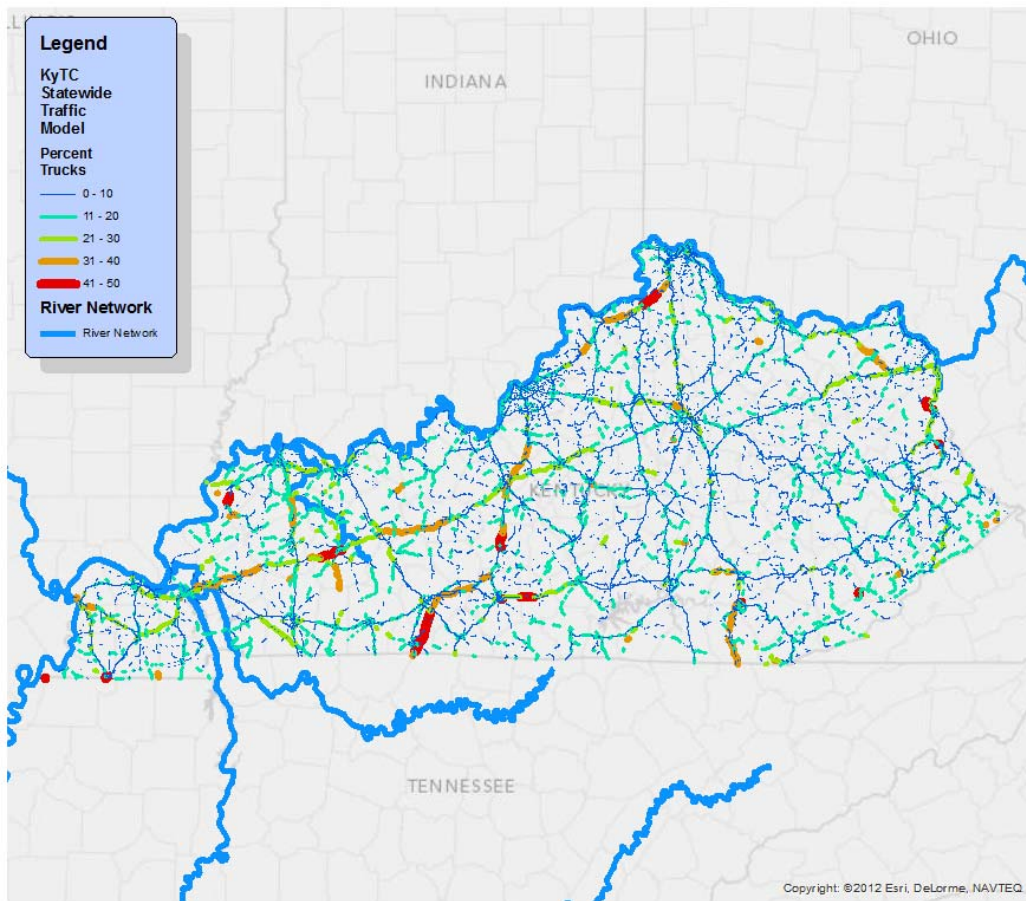 LLINOIS
OHIO
INDIANA
Legend
KyTC
Statewide
Traffic
Model
Percent
Trucks
0 - 10
11 - 20
21 - 30
31 - 40
41 - 50
River Network
River Network
KENTUCKY
TENNESSEE
Copyright: ©2012 Esri, DeLorme, NAVTEQ